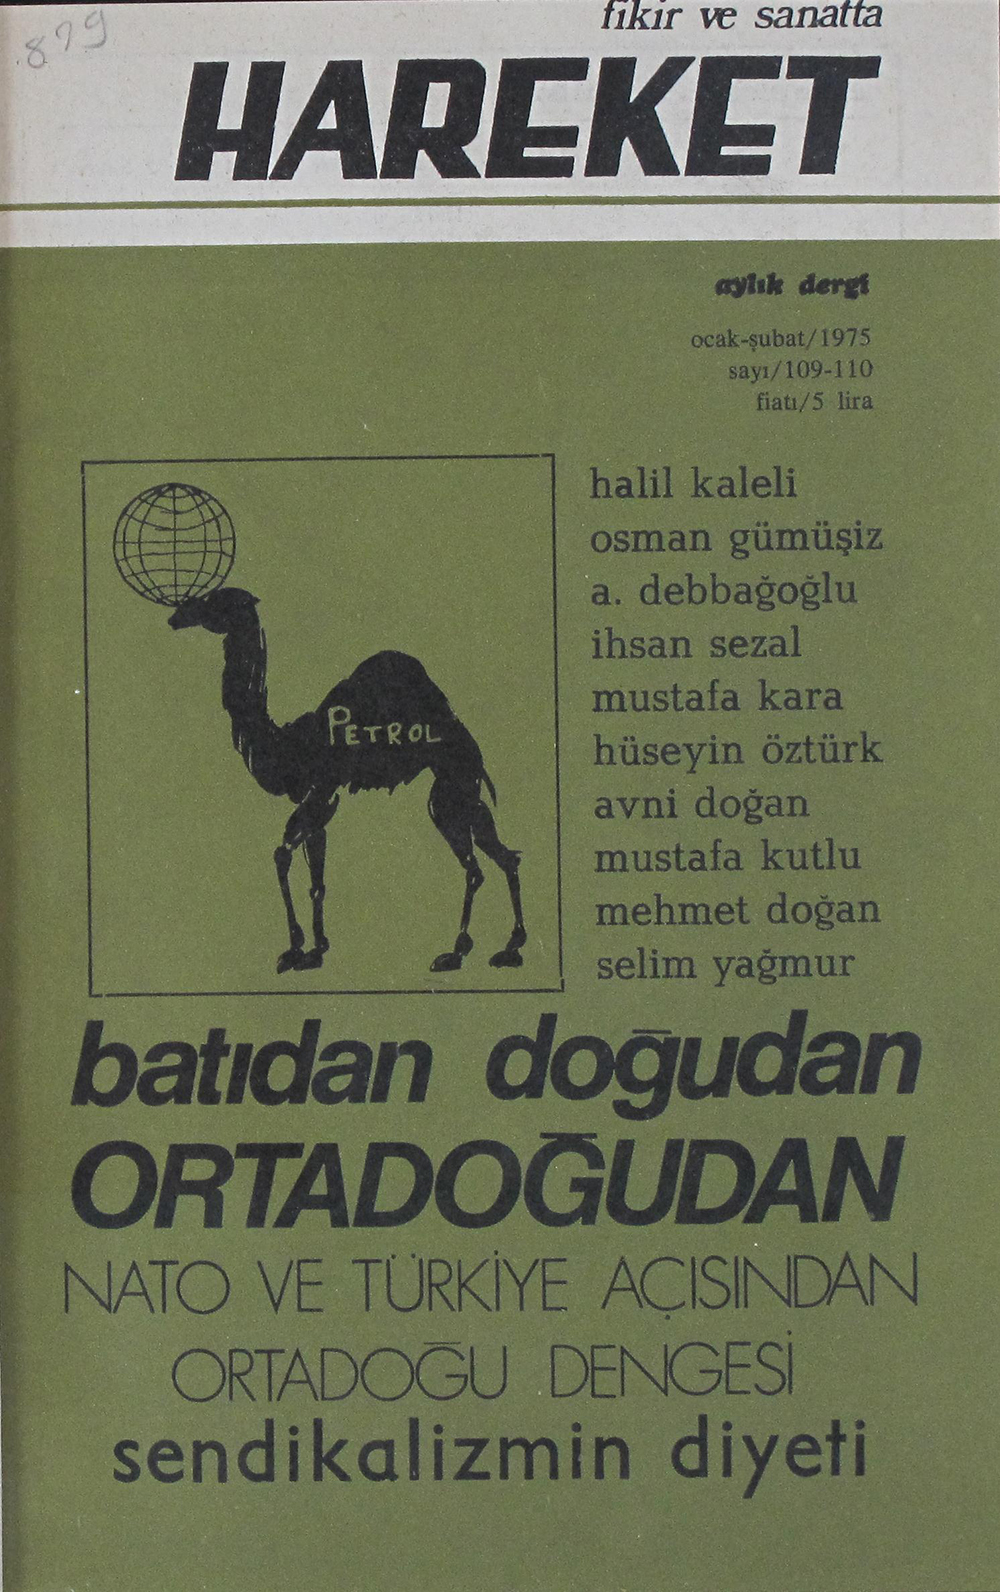 879
fikir ve sanatta
HAREKET
aylık dergi
ocak-şubat/1975
sayı/109-110
fiatı/5 lira
halil kaleli
osman gümüşiz
a. debbağoğlu
ihsan sezal
mustafa kara
hüseyin öztürk
avni doğan
mustafa kutlu
mehmet doğan
selim yağmur
PETROL
batıdan doğudan
ORTADOĞUDAN
NATO VE TÜRKİYE AÇISINDAN
ORTADOĞU DENGESİ
sendikalizmin diyeti